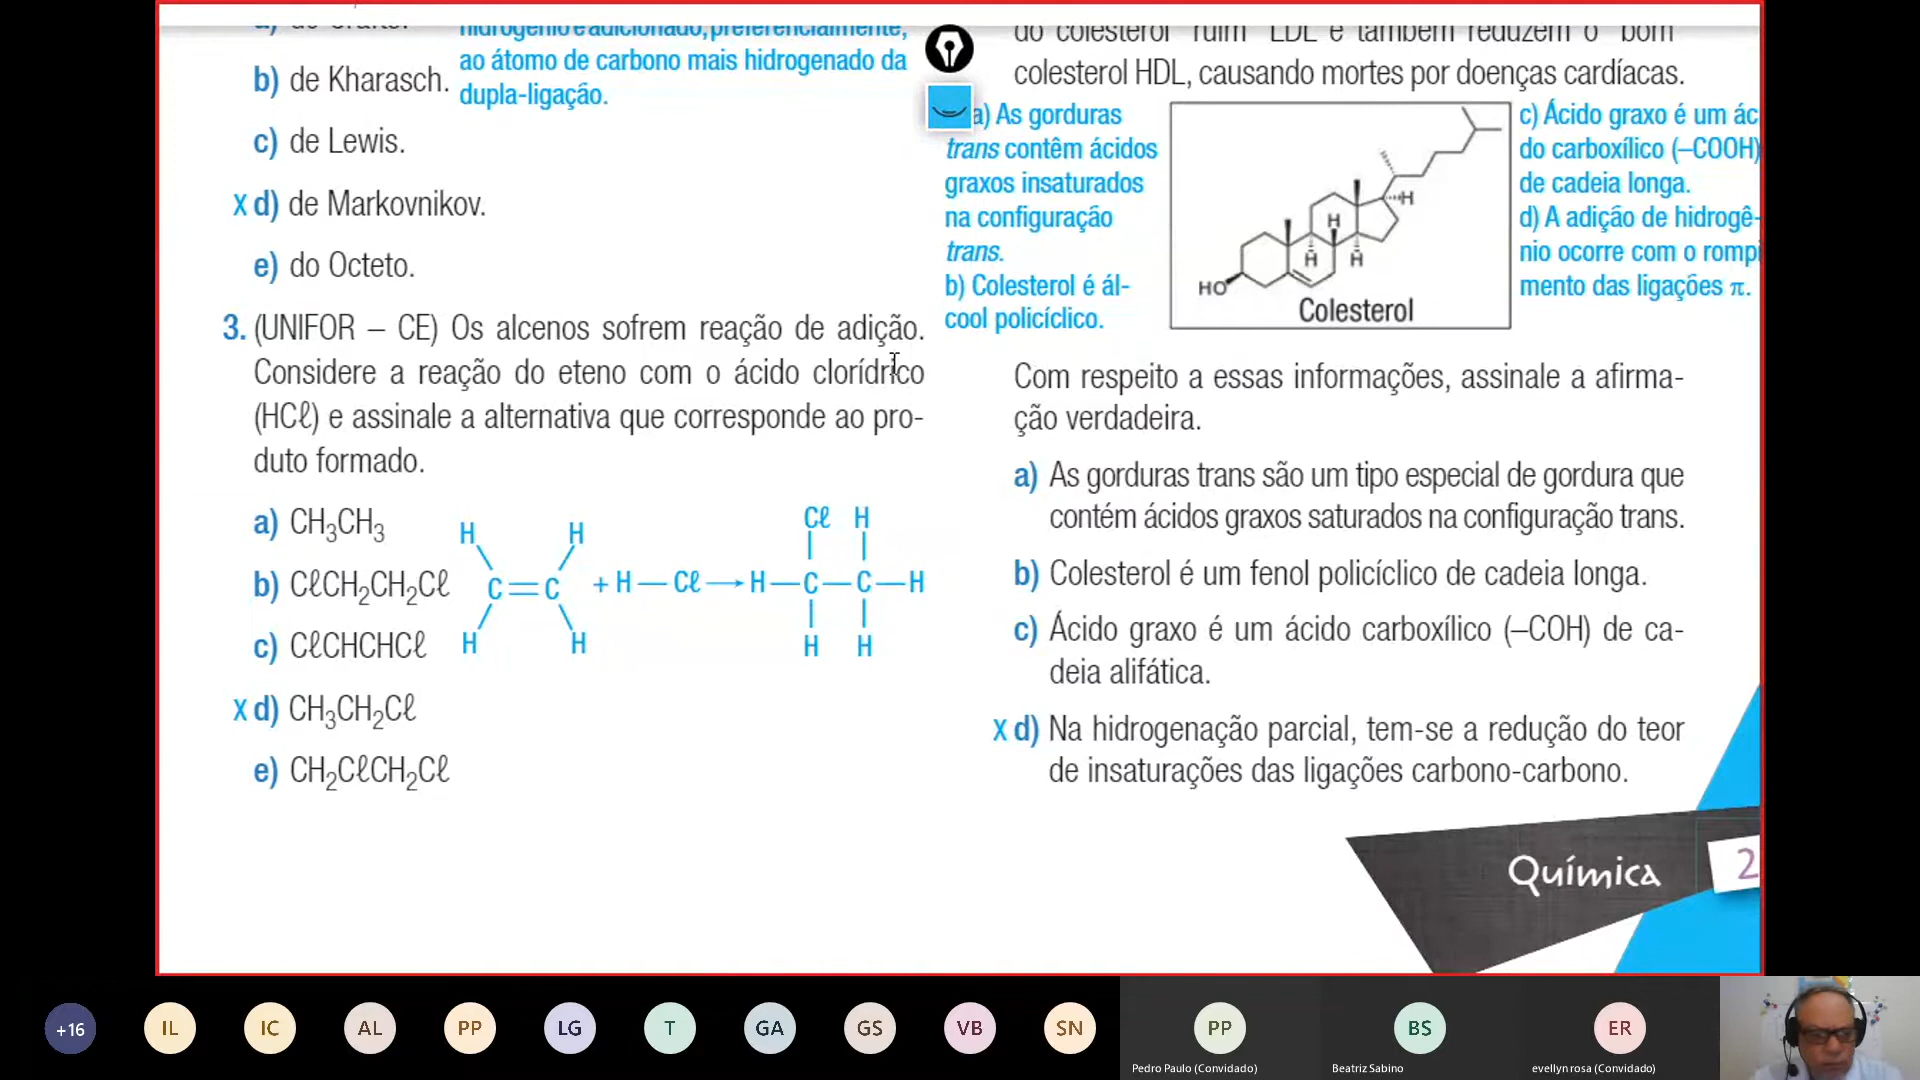 hidrogênio é adicionado, preferencialmente,
b) de Kharasch.
ao átomo de carbono mais hidrogenado da
dupla-ligação.
c) de Lewis.
X d) de Markovnikov.
e) do Octeto.
3. (UNIFOR – CE) Os alcenos sofrem reação de adição.
Considere a reação do eteno com o ácido clorídrico
(HCℓ) e assinale a alternativa que corresponde ao pro-
duto formado.
a) CH3CH3
b) CℓCH2CH2Cℓ
c) CℓCHCHCℓ
X d) CH3CH2Cℓ
e) CH2CℓCH2Cℓ
H H Cℓ H
C C + H — Cℓ → H — C — C — H
H H H H
do colesterol "ruim" LDL e também reduzem o "bom"
colesterol HDL, causando mortes por doenças cardíacas.
a) As gorduras
trans contêm ácidos
graxos insaturados
na configuração
trans.
b) Colesterol é ál-
cool policíclico.
HO H H H H
Colesterol
c) Ácido graxo é um ác
do carboxílico (–COOH)
de cadeia longa.
d) A adição de hidrogê-
nio ocorre com o rompi
mento das ligações π.
Com respeito a essas informações, assinale a afirma-
ção verdadeira.
a) As gorduras trans são um tipo especial de gordura que
contém ácidos graxos saturados na configuração trans.
b) Colesterol é um fenol policíclico de cadeia longa.
c) Ácido graxo é um ácido carboxílico (–COH) de ca-
deia alifática.
X d) Na hidrogenação parcial, tem-se a redução do teor
de insaturações das ligações carbono-carbono.
Química 2
+16 IL IC AL PP LG T GA GS VB SN PP BS ER
Pedro Paulo (Convidado) Beatriz Sabino evellyn rosa (Convidado)